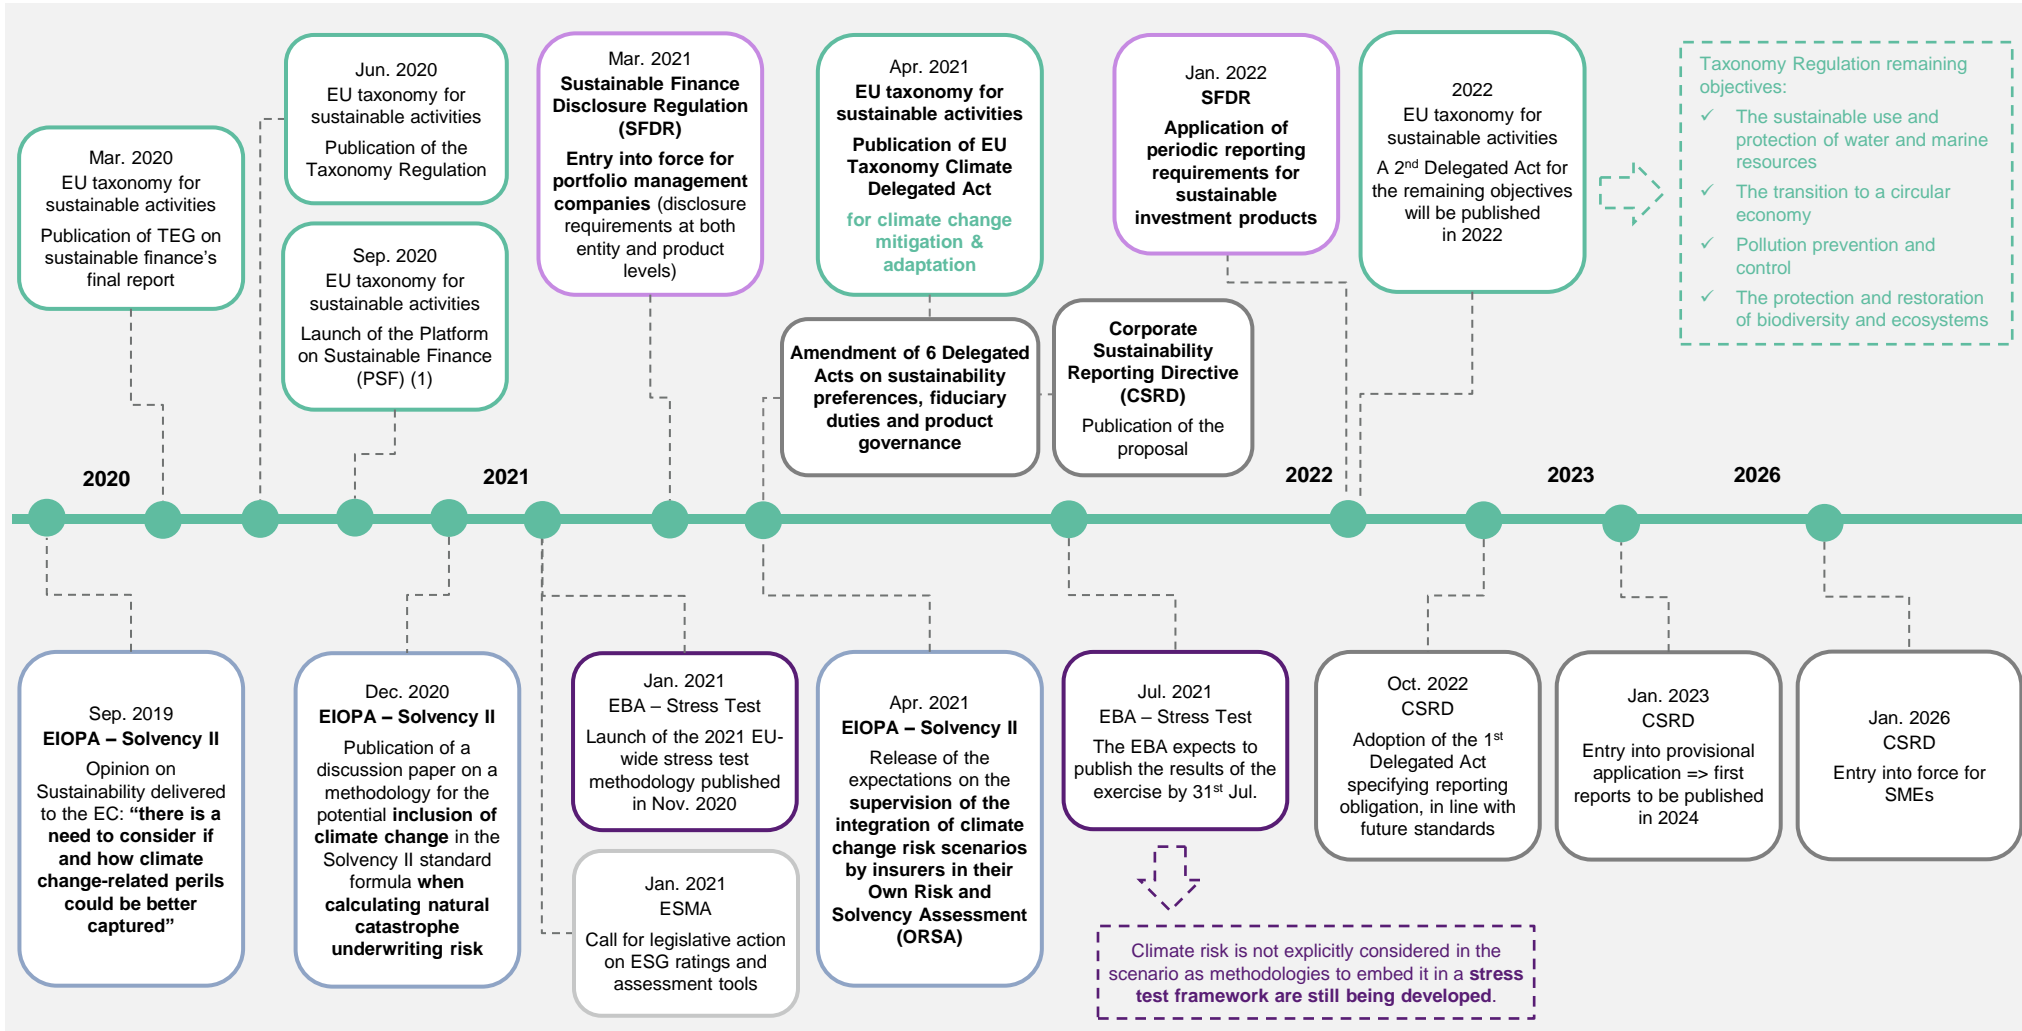 Mar. 2020
EU taxonomy for
sustainable activities
Publication of TEG on
sustainable finance’s
final report
Jun. 2020
EU taxonomy for
sustainable activities
Publication of the
Taxonomy Regulation
Sep. 2020
EU taxonomy for
sustainable activities
Launch of the Platform
on Sustainable Finance
(PSF) (1)
Mar. 2021
Sustainable Finance
Disclosure Regulation
(SFDR)
Entry into force for
portfolio management
companies (disclosure
requirements at both
entity and product
levels)
Apr. 2021
EU taxonomy for
sustainable activities
Publication of EU
Taxonomy Climate
Delegated Act
for climate change
mitigation &
adaptation
Amendment of 6 Delegated
Acts on sustainability
preferences, fiduciary
duties and product
governance
Corporate
Sustainability
Reporting Directive
(CSRD)
Publication of the
proposal
Jan. 2022
SFDR
Application of
periodic reporting
requirements for
sustainable
investment products
2022
EU taxonomy for
sustainable activities
A 2nd Delegated Act for
the remaining objectives
will be published
in 2022
Taxonomy Regulation remaining
objectives:
✓ The sustainable use and
protection of water and marine
resources
✓ The transition to a circular
economy
✓ Pollution prevention and
control
✓ The protection and restoration
of biodiversity and ecosystems
2020
2021
2022
2023
2026
Sep. 2019
EIOPA – Solvency II
Opinion on
Sustainability delivered
to the EC: “there is a
need to consider if
and how climate
change-related perils
could be better
captured”
Dec. 2020
EIOPA – Solvency II
Publication of a
discussion paper on a
methodology for the
potential inclusion of
climate change in the
Solvency II standard
formula when
calculating natural
catastrophe
underwriting risk
Jan. 2021
EBA – Stress Test
Launch of the 2021 EU-
wide stress test
methodology published
in Nov. 2020
Jan. 2021
ESMA
Call for legislative action
on ESG ratings and
assessment tools
Apr. 2021
EIOPA – Solvency II
Release of the
expectations on the
supervision of the
integration of climate
change risk scenarios
by insurers in their
Own Risk and
Solvency Assessment
(ORSA)
Jul. 2021
EBA – Stress Test
The EBA expects to
publish the results of the
exercise by 31st Jul.
Climate risk is not explicitly considered in the
scenario as methodologies to embed it in a stress
test framework are still being developed.
Oct. 2022
CSRD
Adoption of the 1st
Delegated Act
specifying reporting
obligation, in line with
future standards
Jan. 2023
CSRD
Entry into provisional
application => first
reports to be published
in 2024
Jan. 2026
CSRD
Entry into force for
SMEs